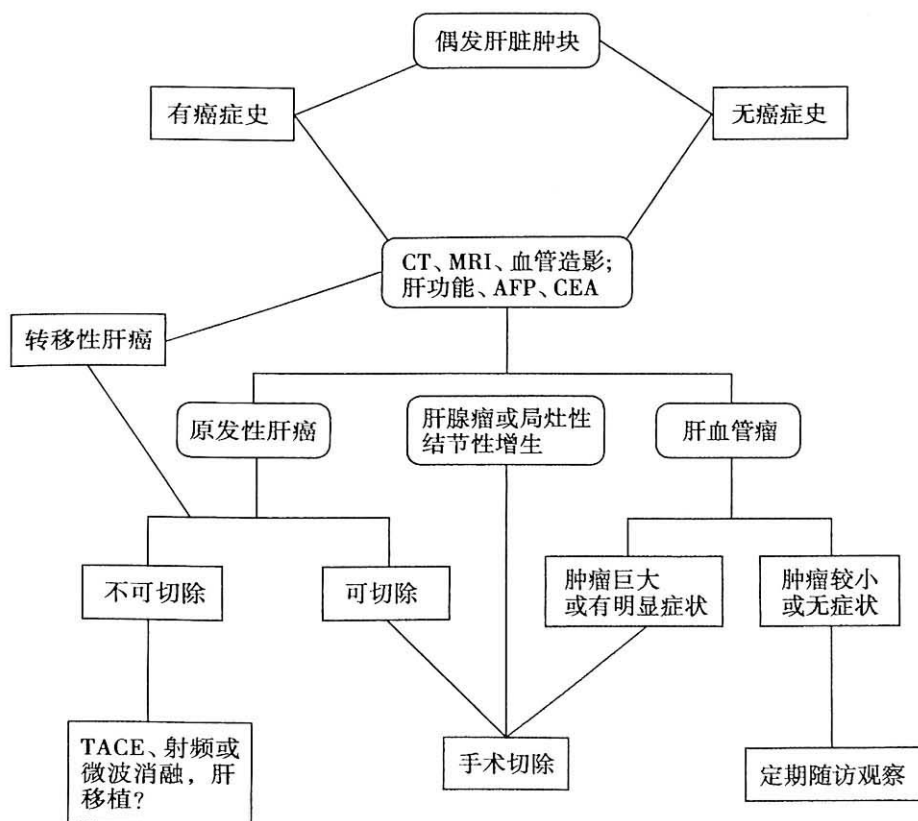 偶发肝脏肿块
有癌症史
无癌症史
CT、MRI、血管造影;
肝功能、AFP、CEA
转移性肝癌
原发性肝癌
肝腺瘤或局灶性
结节性增生
肝血管瘤
不可切除
可切除
肿瘤巨大
或有明显症状
肿瘤较小
或无症状
TACE、射频或
微波消融，肝
移植?
手术切除
定期随访观察